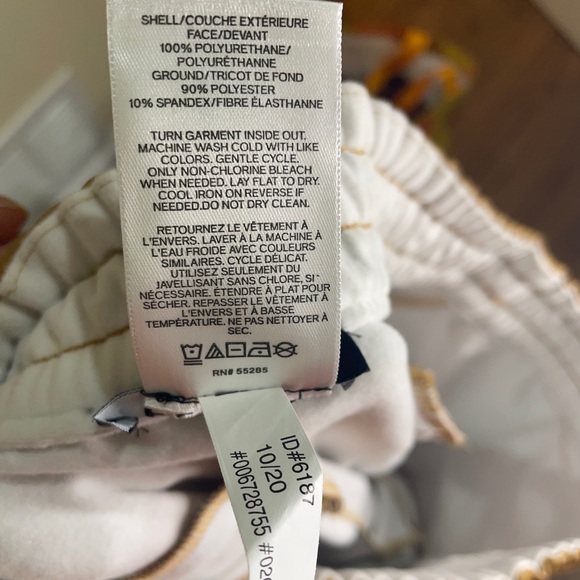 SHELL/COUCHE EXTÉRIEURE
FACE/DEVANT
100% POLYURETHANE/
POLYURÉTHANNE
GROUND/TRICOT DE FOND
90% POLYESTER
10% SPANDEX/FIBRE ÉLASTHANNE
TURN GARMENT INSIDE OUT.
MACHINE WASH COLD WITH LIKE
COLORS. GENTLE CYCLE.
ONLY NON-CHLORINE BLEACH
WHEN NEEDED. LAY FLAT TO DRY.
COOL IRON ON REVERSE IF
NEEDED.DO NOT DRY CLEAN.
RETOURNEZ LE VÊTEMENT À
L'ENVERS. LAVER À LA MACHINE À
L'EAU FROIDE AVEC COULEURS
SIMILAIRES. CYCLE DÉLICAT.
UTILISEZ SEULEMENT DU
JAVELLISANT SANS CHLORE, SI
NÉCESSAIRE. ÉTENDRE À PLAT POUR
SÉCHER. REPASSER LE VÊTEMENT À
L'ENVERS ET À BASSE
TEMPÉRATURE. NE PAS NETTOYER À
SEC.
RN# 55285
ID#6187
10/20
#006728755